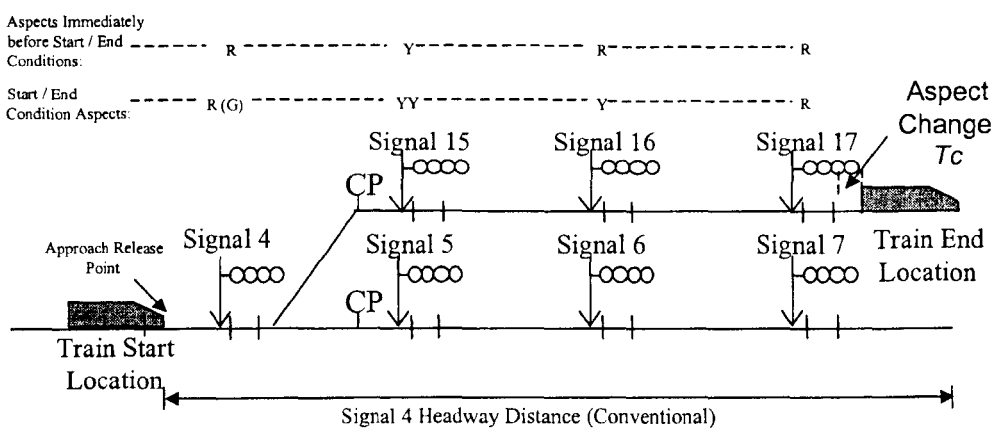 Aspects Immediately
before Start / End R Y R R
Conditions:
Start / End
Condition Aspects: R (G) YY Y R
Aspect
Change
Tc
Signal 15 Signal 16 Signal 17
CP
Approach Release
Point
Signal 4 Signal 5 Signal 6 Signal 7
Train End
Location
CP
Train Start
Location
Signal 4 Headway Distance (Conventional)